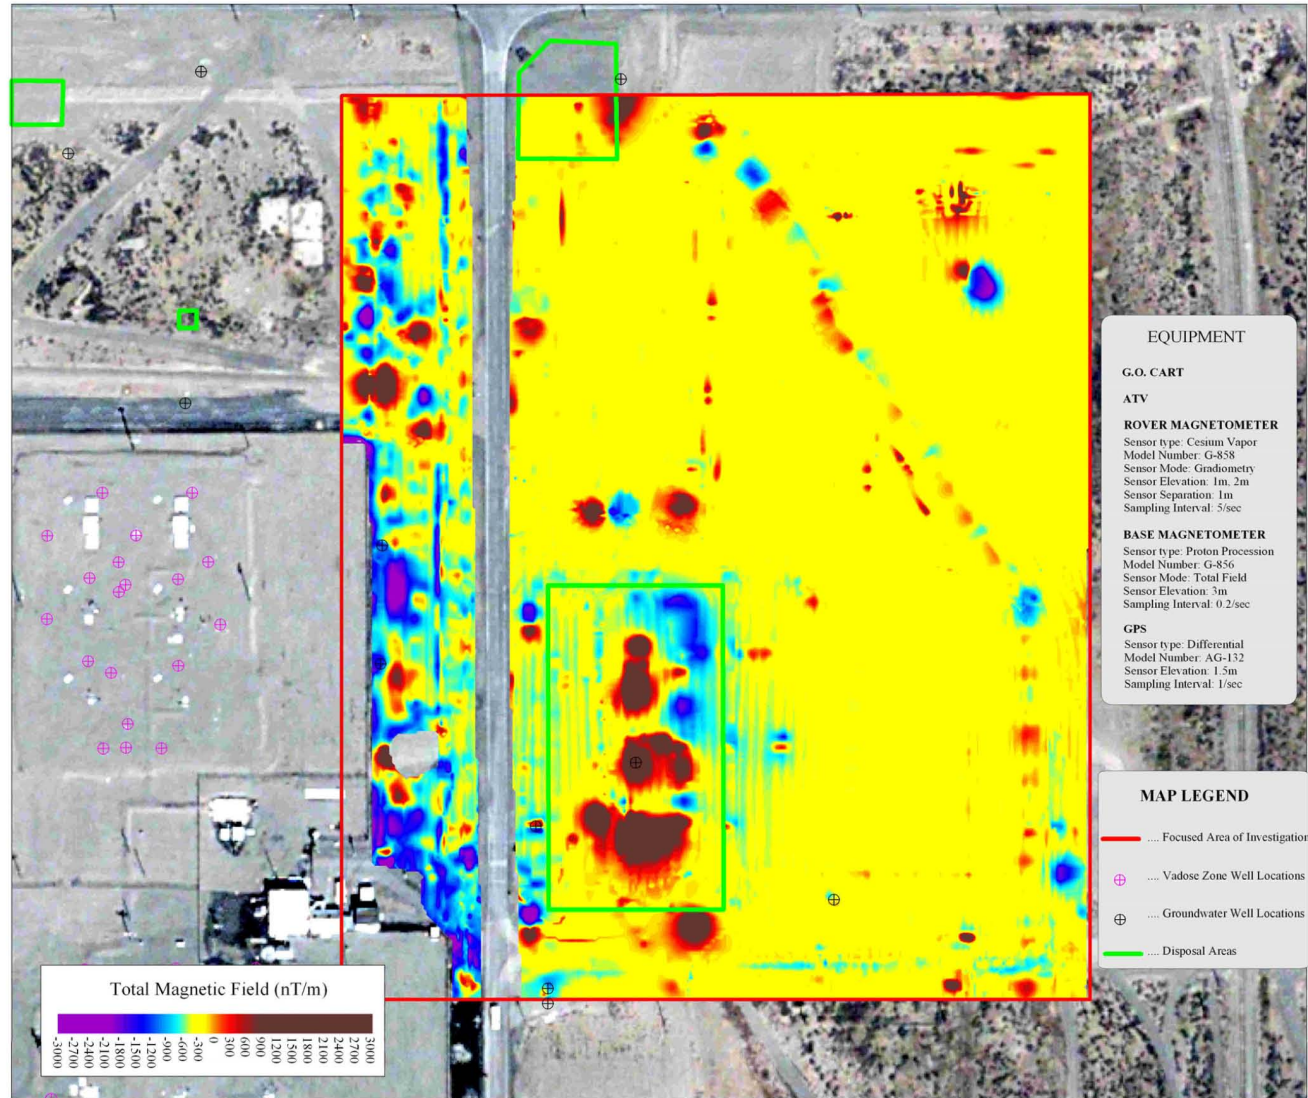 EQUIPMENT
G.O. CART
ATV
ROVER MAGNETOMETER
Sensor type: Cesium Vapor
Model Number: G-858
Sensor Mode: Gradiometry
Sensor Elevation: 1m, 2m
Sensor Separation: 1m
Sampling Interval: 5/sec
BASE MAGNETOMETER
Sensor type: Proton Procession
Model Number: G-856
Sensor Mode: Total Field
Sensor Elevation: 3m
Sampling Interval: 0.2/sec
GPS
Sensor type: Differential
Model Number: AG-132
Sensor Elevation: 1.5m
Sampling Interval: 1/sec
MAP LEGEND
.... Focused Area of Investigation
.... Vadose Zone Well Locations
.... Groundwater Well Locations
.... Disposal Areas
Total Magnetic Field (nT/m)
-3000 -2700 -2400 -2100 -1800 -1500 -1200 -900 -600 -300 0 300 600 900 1200 1500 1800 2100 2400 2700 3000